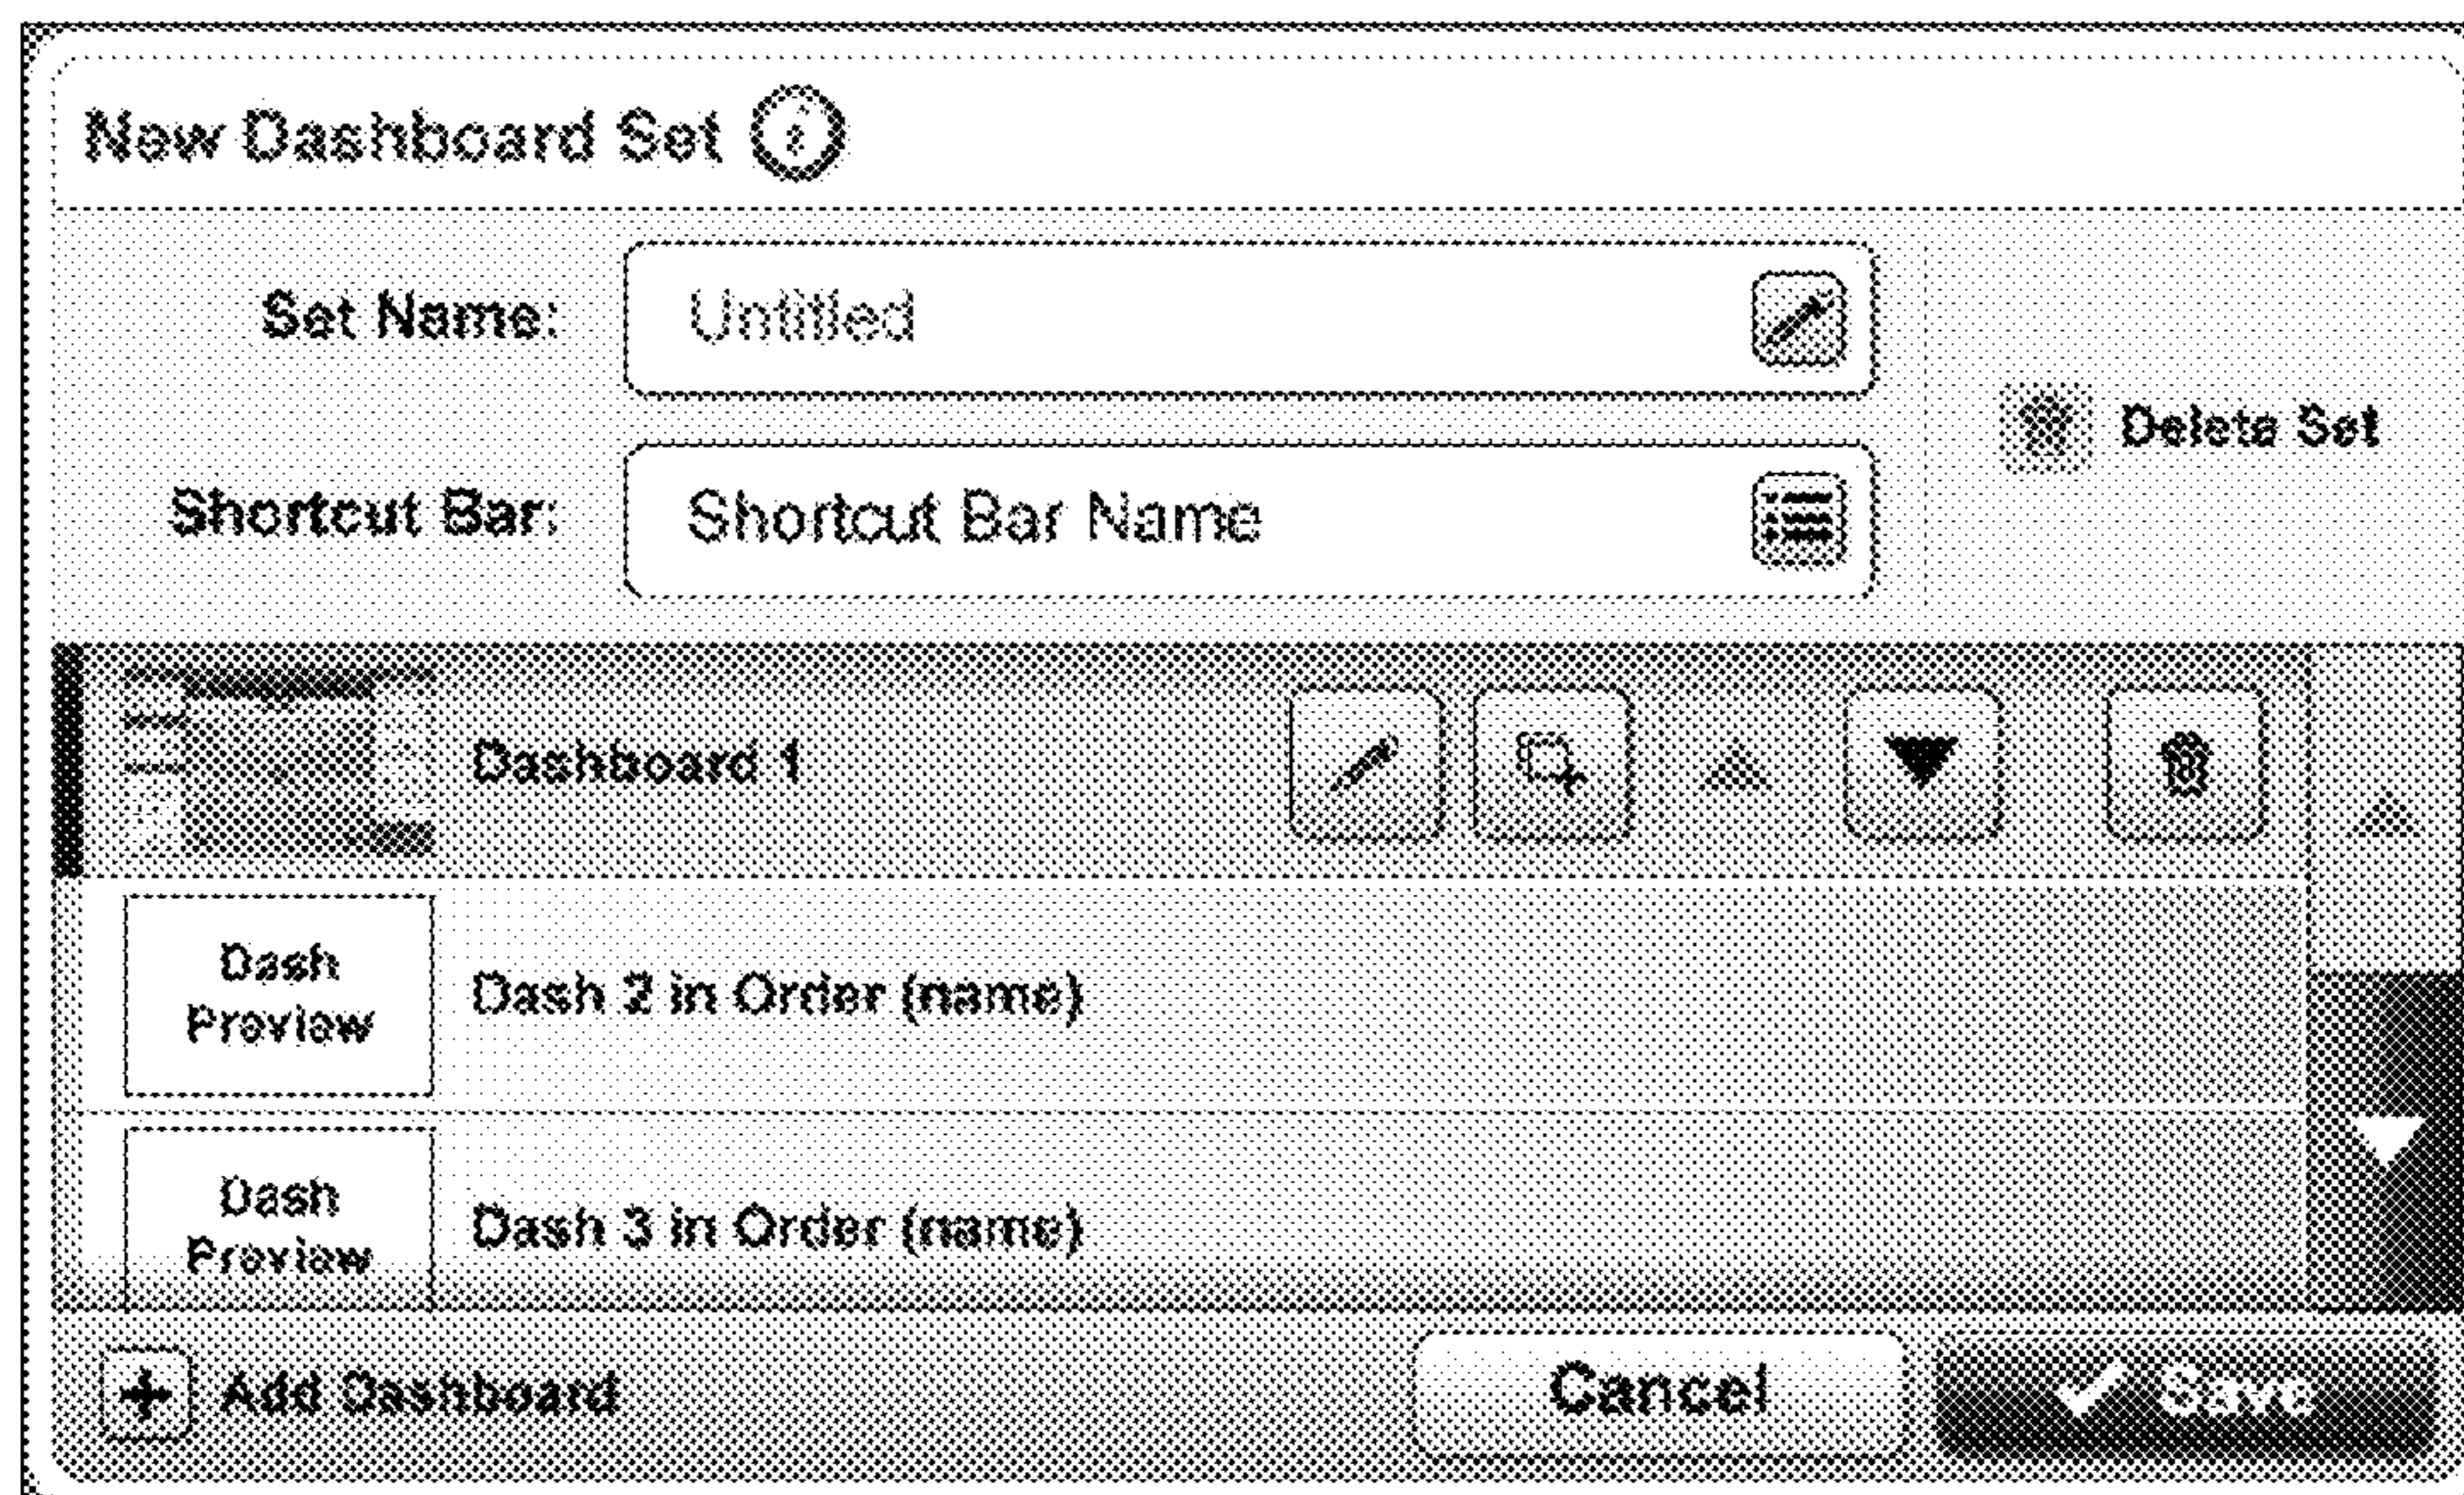 New Dashboard Set
Set Name: Untitled
Delete Set
Shortcut Bar: Shortcut Bar Name
Dashboard 1
Dash
Preview
Dash 2 in Order (name)
Dash
Preview
Dash 3 in Order (name)
Add Dashboard
Cancel
Save